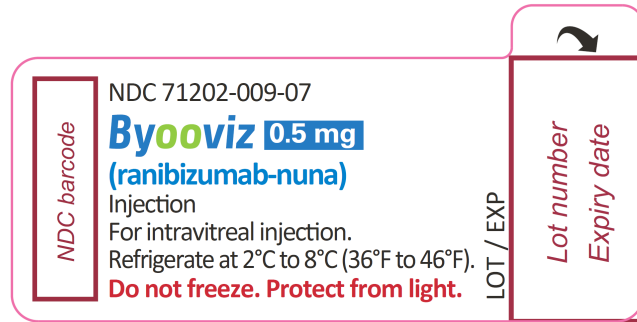 NDC barcode
NDC 71202-009-07
Byooviz 0.5 mg
(ranibizumab-nuna)
Injection
For intravitreal injection.
Refrigerate at 2°C to 8°C (36°F to 46°F).
Do not freeze. Protect from light.
LOT / EXP
Lot number
Expiry date